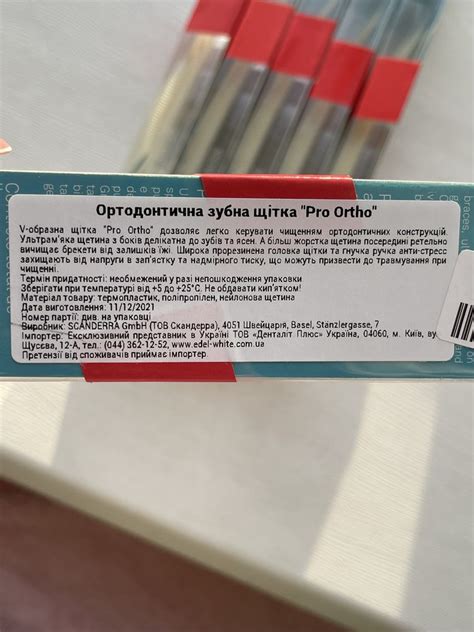 Ортодонтична зубна щітка "Pro Ortho"
V-образна щітка "Pro Ortho" дозволяє легко керувати чищенням ортодонтичних конструкцій.
Ультрам'яка щетина з боків делікатна до зубів та ясен. А більш жорстка щетина посередині ретельно
вичищає брекети від залишків їжі. Широка прорезинена головка щітки та гнучка ручка анти-стресс
захищають від напруги в зап'ястку та надмірного тиску, що можуть призвести до травмування при
чищенні.
Термін придатності: необмежений у разі непошкодження упаковки
Зберігати при температурі від +5 до +25°С. Не обдавати кип'ятком!
Матеріал товару: термопластик, поліпропілен, нейлонова щетина
Дата виготовлення: 11/12/2021
Номер партії: див. на упаковці
Виробник: SCANDERRA GmbH (ТОВ Скандерра), 4051 Швейцарія, Basel, Stänzlergasse, 7
Імпортер: Ексклюзивний представник в Україні ТОВ «Денталіт Плюс» Україна, 04060, м. Київ, вул.
Щусєва, 12-А, тел.: (044) 362-12-52, www.edel-white.com.ua
Претензії від споживачів приймає імпортер.